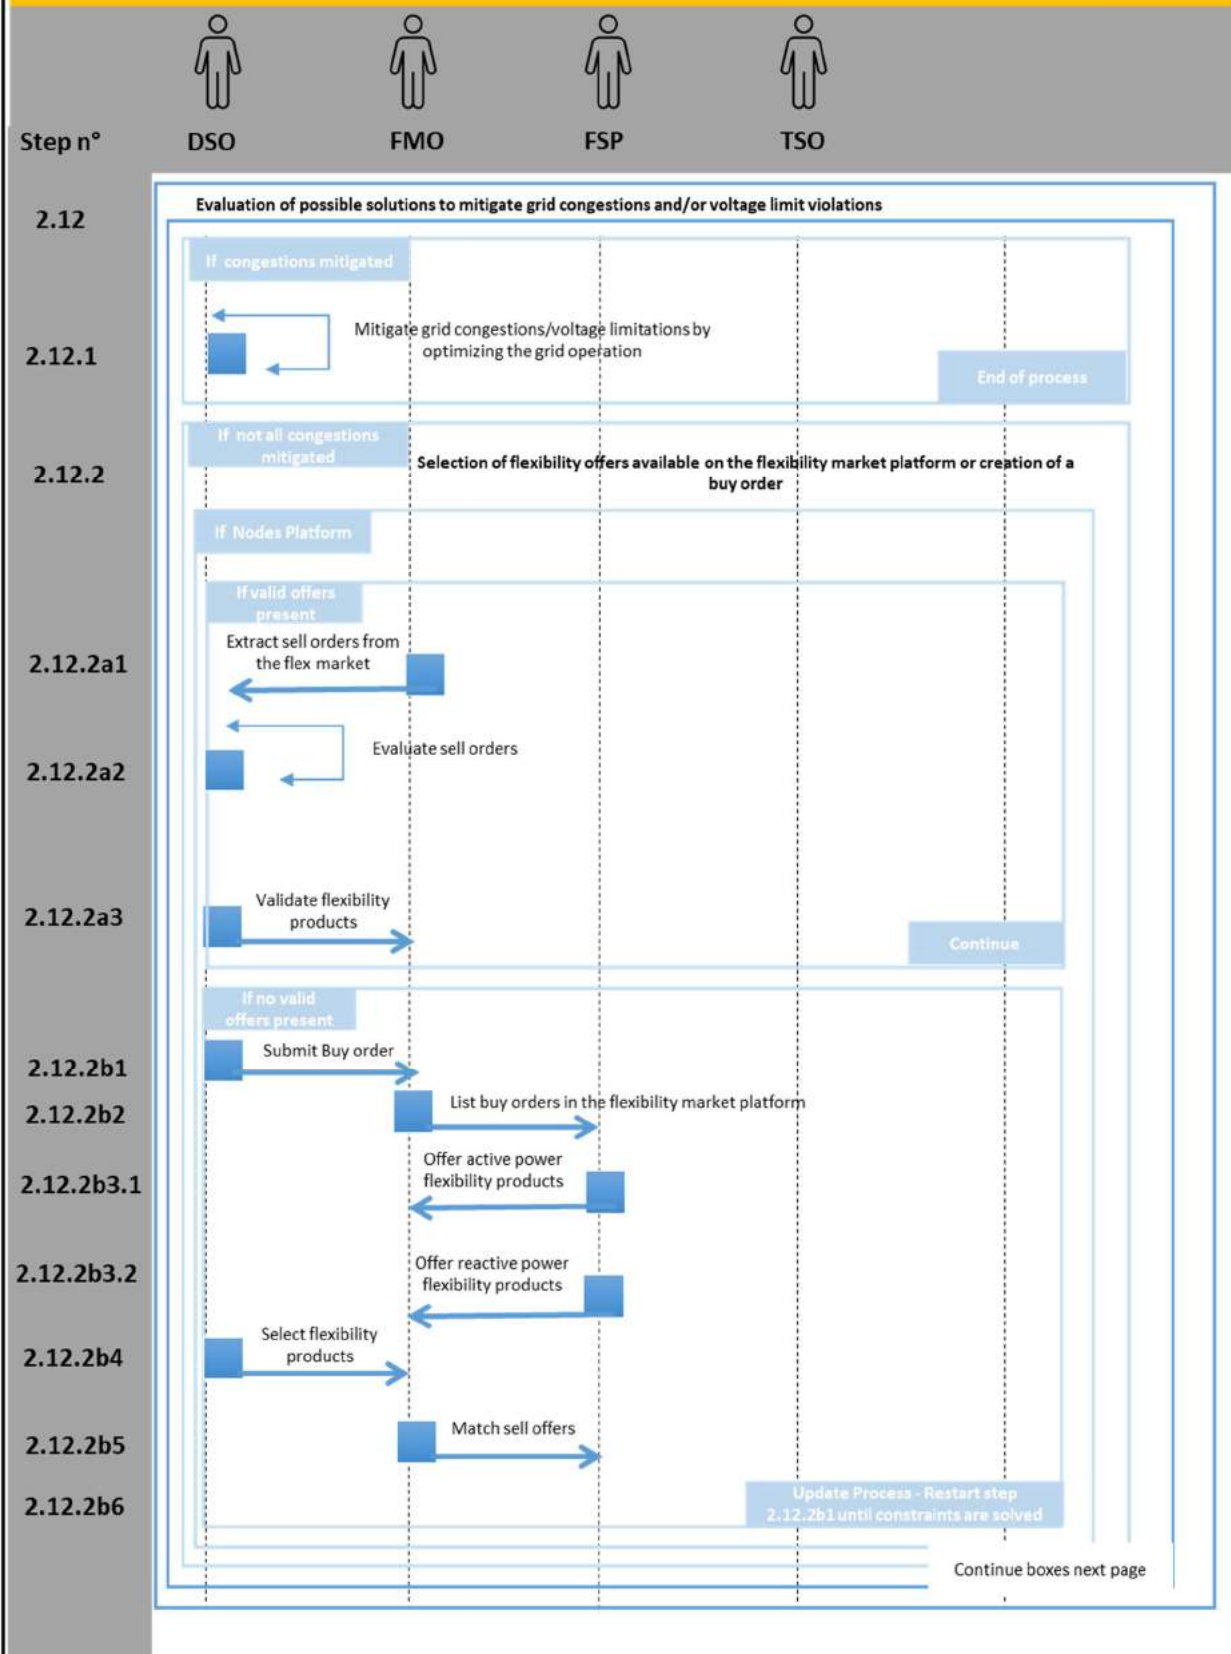 Step n°
DSO
FMO
FSP
TSO
2.12
Evaluation of possible solutions to mitigate grid congestions and/or voltage limit violations
If congestions mitigated
2.12.1
Mitigate grid congestions/voltage limitations by
optimizing the grid operation
End of process
If not all congestions
mitigated
2.12.2
Selection of flexibility offers available on the flexibility market platform or creation of a
buy order
If Nodes Platform
If valid offers
present
2.12.2a1
Extract sell orders from
the flex market
2.12.2a2
Evaluate sell orders
2.12.2a3
Validate flexibility
products
Continue
If no valid
offers present
2.12.2b1
Submit Buy order
2.12.2b2
List buy orders in the flexibility market platform
2.12.2b3.1
Offer active power
flexibility products
2.12.2b3.2
Offer reactive power
flexibility products
2.12.2b4
Select flexibility
products
2.12.2b5
Match sell offers
2.12.2b6
Update Process - Restart step
2.12.2b1 until constraints are solved
Continue boxes next page